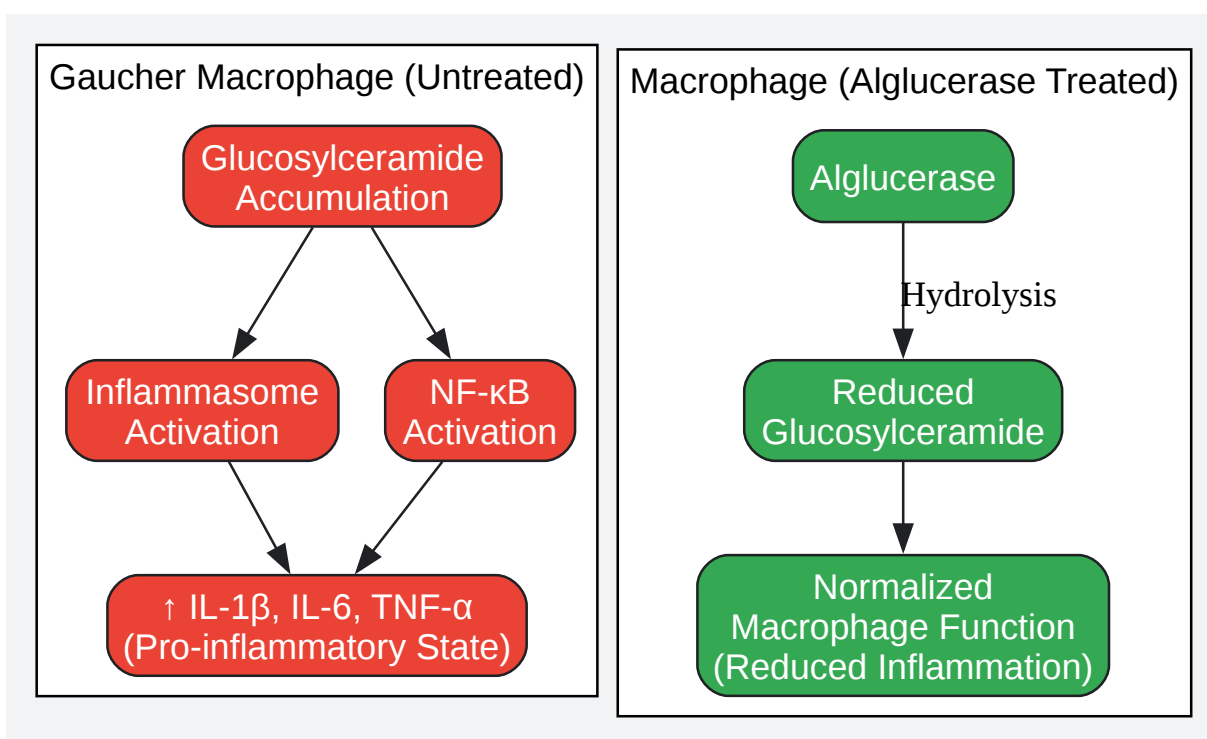 Gaucher Macrophage (Untreated)
Glucosylceramide
Accumulation
Inflammasome
Activation
NF-κB
Activation
↑ IL-1β, IL-6, TNF-α
(Pro-inflammatory State)
Macrophage (Alglucerase Treated)
Alglucerase
Hydrolysis
Reduced
Glucosylceramide
Normalized
Macrophage Function
(Reduced Inflammation)